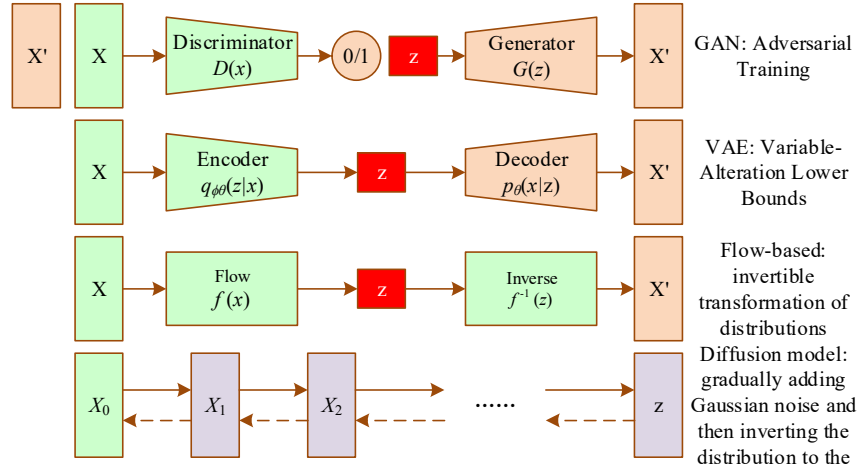 X'
X
Discriminator
D(x)
0/1
z
Generator
G(z)
X'
GAN: Adversarial
Training
X
Encoder
qϕθ(z|x)
z
Decoder
pθ(x|z)
X'
VAE: Variable-
Alteration Lower
Bounds
X
Flow
f(x)
z
Inverse
f⁻¹(z)
X'
Flow-based:
invertible
transformation of
distributions
X₀
X₁
X₂
......
z
Diffusion model:
gradually adding
Gaussian noise and
then inverting the
distribution to the